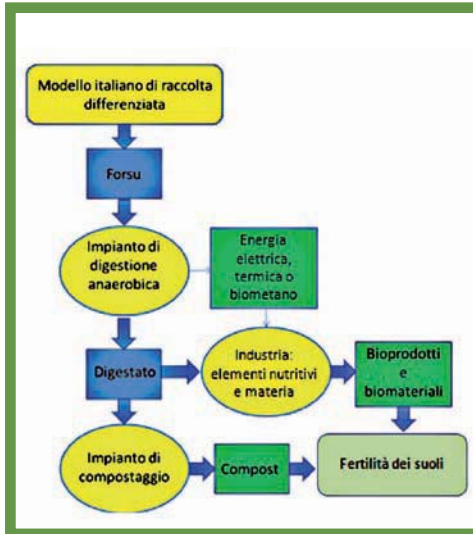 Modello italiano di raccolta
differenziata
Forsu
Impianto di
digestione
anaerobica
Energia
elettrica,
termica o
biometano
Digestato
Industria:
elementi nutritivi
e materia
Bioprodotti
e
biomateriali
Impianto di
compostaggio
Compost
Fertilità dei suoli